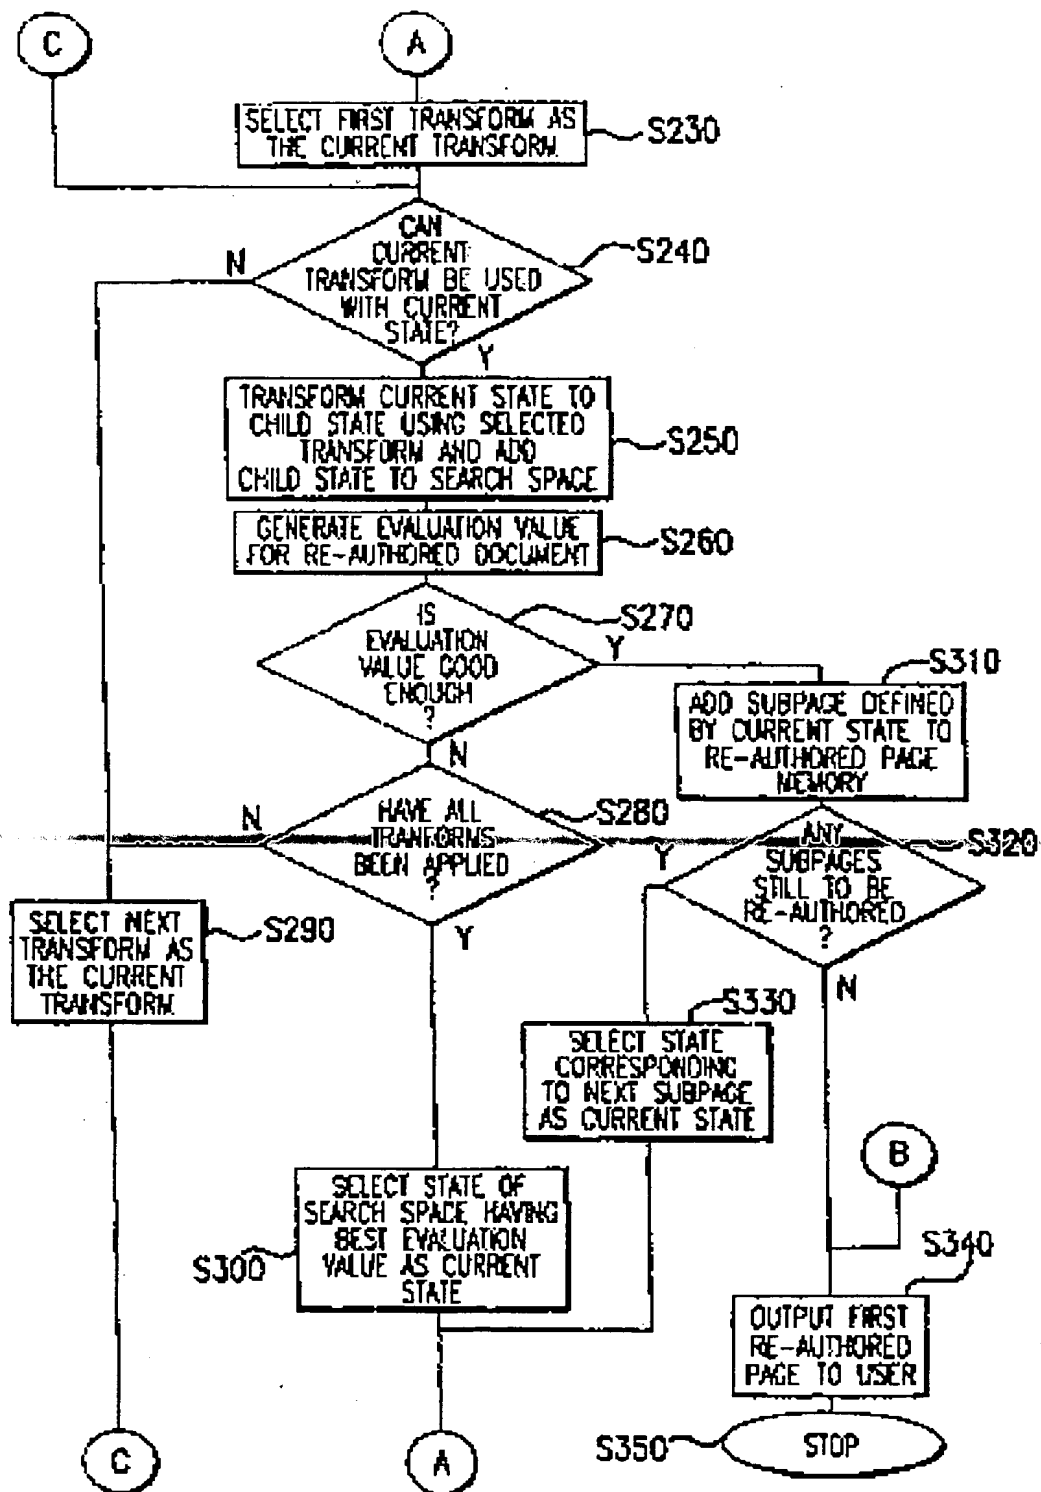 C
A
SELECT FIRST TRANSFORM AS
THE CURRENT TRANSFORM
S230
CAN
CURRENT
TRANSFORM BE USED
WITH CURRENT
STATE?
S240
N
Y
TRANSFORM CURRENT STATE TO
CHILD STATE USING SELECTED
TRANSFORM AND ADD
CHILD STATE TO SEARCH SPACE
S250
GENERATE EVALUATION VALUE
FOR RE-AUTHORED DOCUMENT
S260
IS
EVALUATION
VALUE GOOD
ENOUGH
?
S270
Y
N
ADD SUBPAGE DEFINED
BY CURRENT STATE TO
RE-AUTHORED PAGE
MEMORY
S310
HAVE ALL
TRANFORMS
BEEN APPLIED
?
S280
N
Y
ANY
SUBPAGES
STILL TO BE
RE-AUTHORED
?
S320
Y
N
SELECT NEXT
TRANSFORM AS
THE CURRENT
TRANSFORM
S290
SELECT STATE
CORRESPONDING
TO NEXT SUBPAGE
AS CURRENT STATE
S330
B
SELECT STATE OF
SEARCH SPACE HAVING
BEST EVALUATION
VALUE AS CURRENT
STATE
S300
OUTPUT FIRST
RE-AUTHORED
PAGE TO USER
S340
STOP
S350
C
A